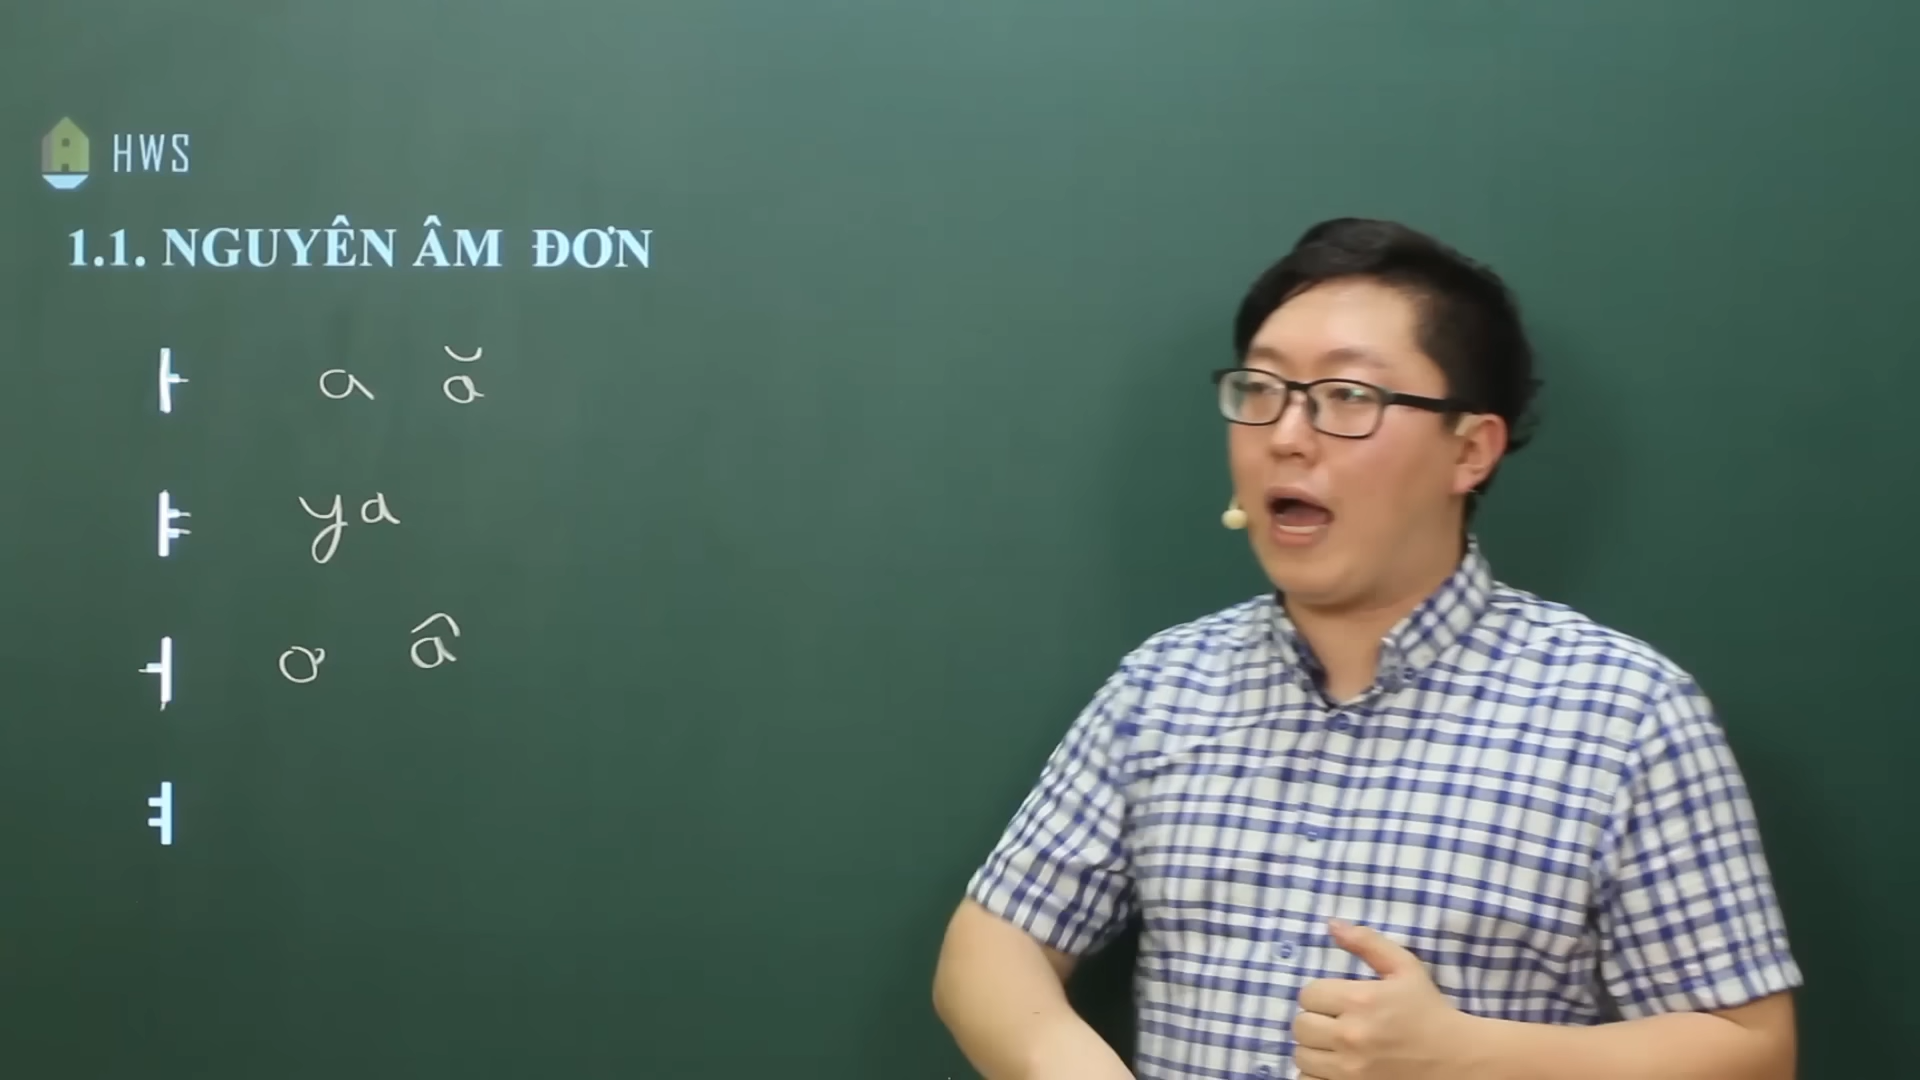 HWS
1.1. NGUYÊN ÂM ĐƠN
ㅏ a ă
ㅑ ya
ㅓ ơ â
ㅕ